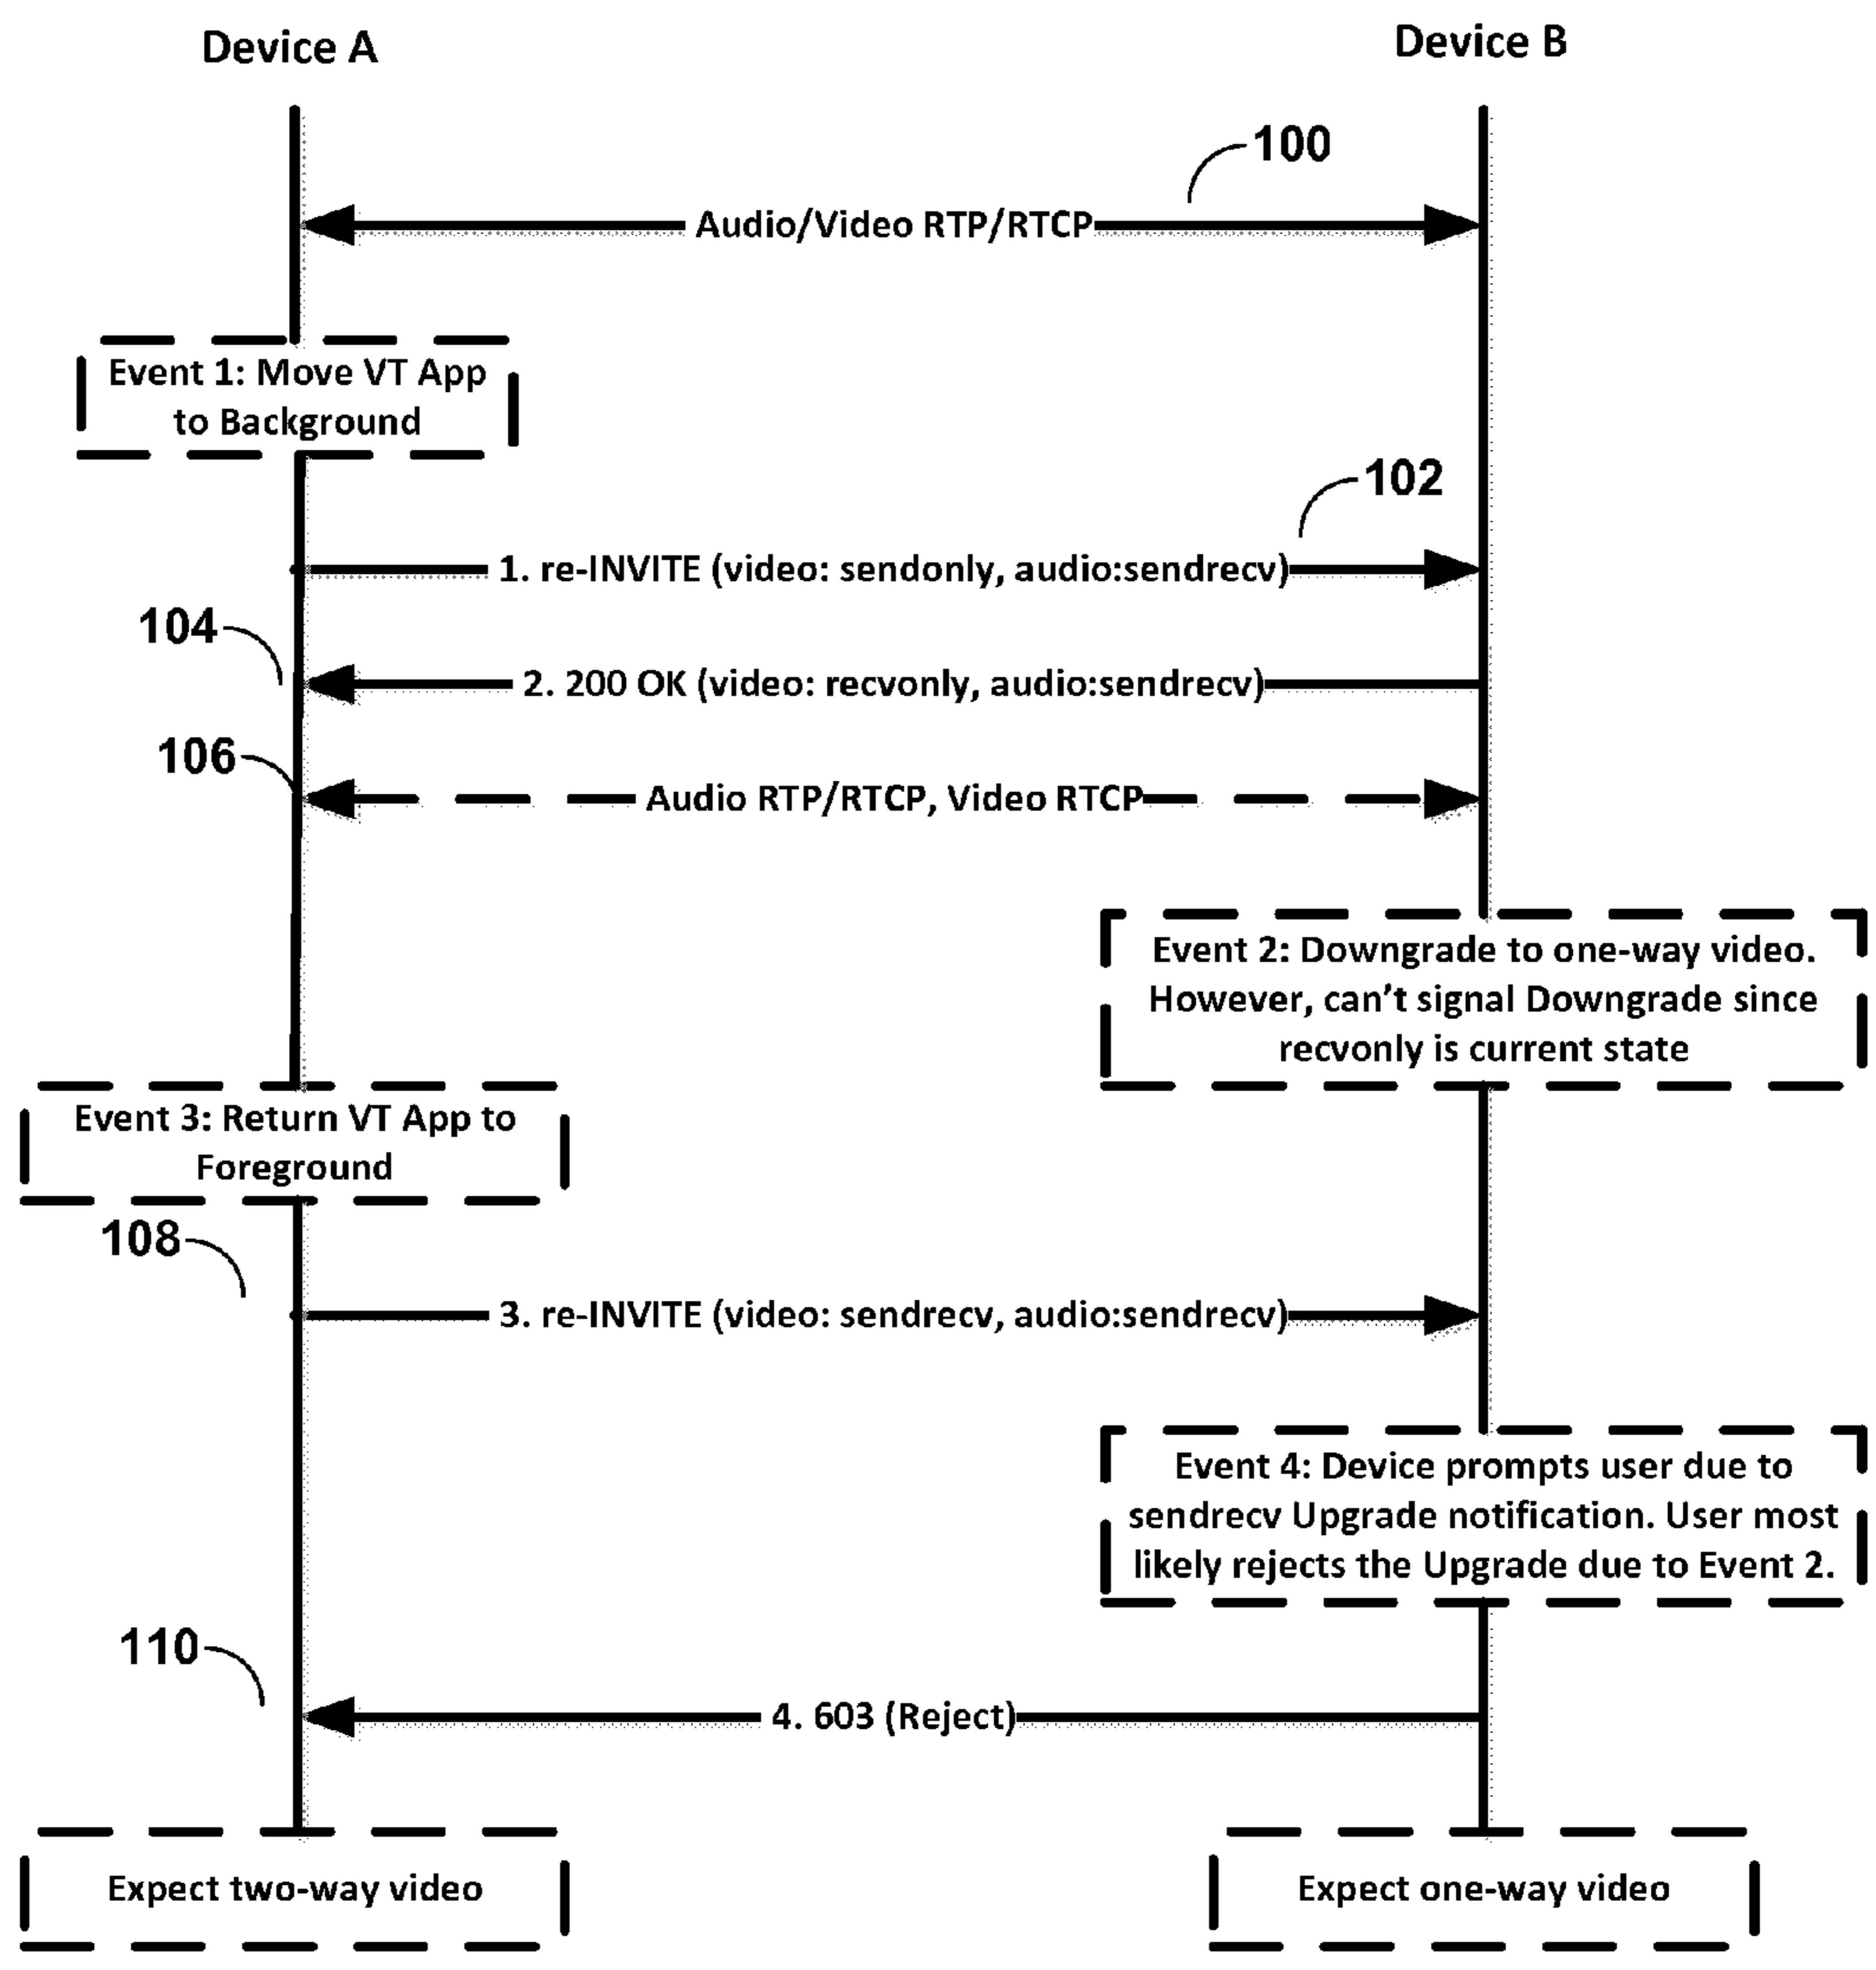 Device A
Device B
100
Audio/Video RTP/RTCP
Event 1: Move VT App
to Background
102
1. re-INVITE (video: sendonly, audio:sendrecv)
104
2. 200 OK (video: recvonly, audio:sendrecv)
106
Audio RTP/RTCP, Video RTCP
Event 2: Downgrade to one-way video.
However, can't signal Downgrade since
recvonly is current state
Event 3: Return VT App to
Foreground
108
3. re-INVITE (video: sendrecv, audio:sendrecv)
Event 4: Device prompts user due to
sendrecv Upgrade notification. User most
likely rejects the Upgrade due to Event 2.
110
4. 603 (Reject)
Expect two-way video
Expect one-way video